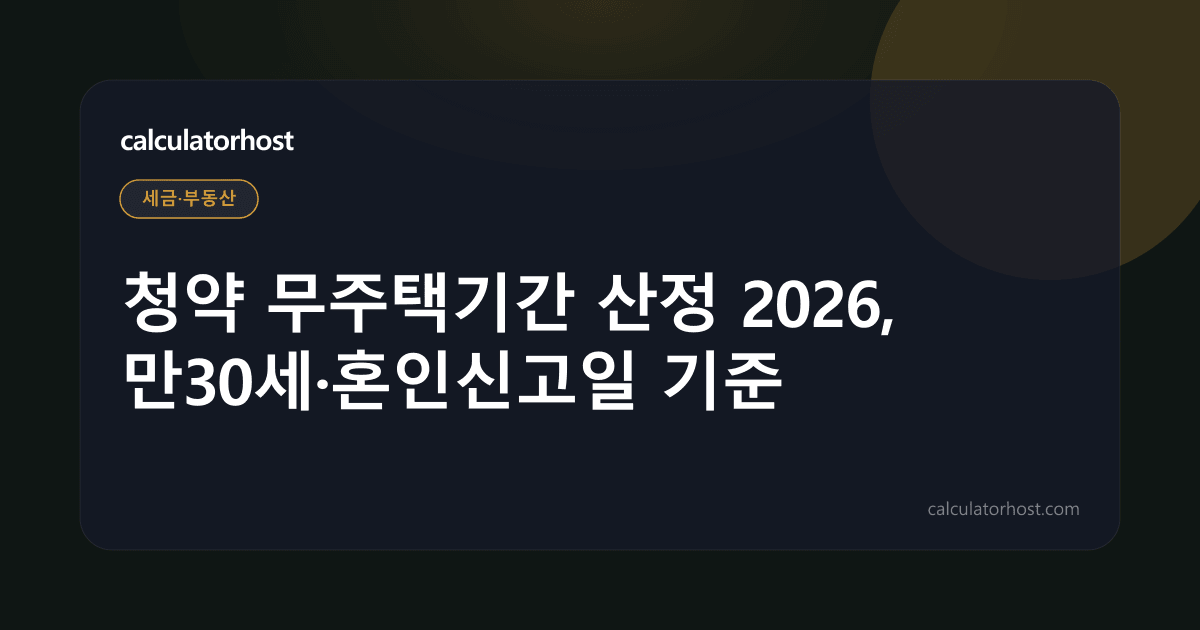 calculatorhost
세금·부동산
청약 무주택기간 산정 2026,
만30세·혼인신고일 기준
calculatorhost.com